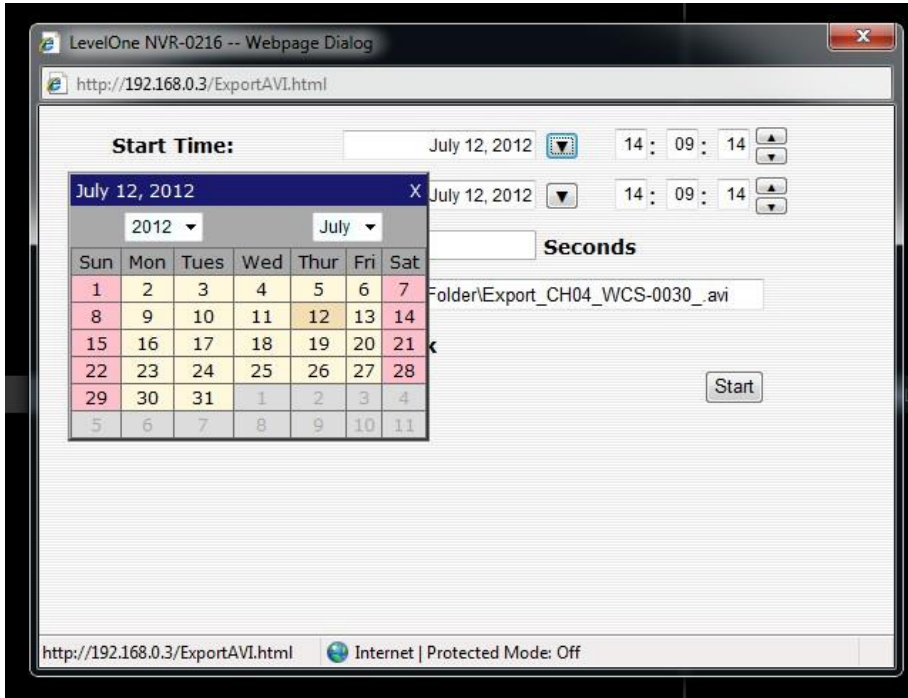 LevelOne NVR-0216 -- Webpage Dialog
http://192.168.0.3/ExportAVI.html
Start Time: July 12, 2012 14 : 09 : 14
July 12, 2012 X
July 12, 2012 14 : 09 : 14
2012 July
Seconds
Sun Mon Tues Wed Thur Fri Sat
1 2 3 4 5 6 7
Folder\Export_CH04_WCS-0030_.avi
8 9 10 11 12 13 14
15 16 17 18 19 20 21
22 23 24 25 26 27 28
Start
29 30 31 1 2 3 4
5 6 7 8 9 10 11
http://192.168.0.3/ExportAVI.html Internet | Protected Mode: Off